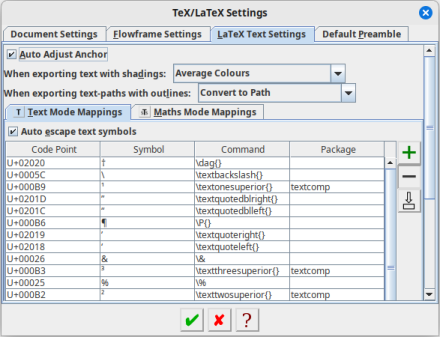 TeX/LaTeX Settings
Document Settings Flowframe Settings LaTeX Text Settings Default Preamble
Auto Adjust Anchor
When exporting text with shadings: Average Colours
When exporting text-paths with outlines: Convert to Path
T Text Mode Mappings Maths Mode Mappings
Auto escape text symbols
Code Point Symbol Command Package
U+02020 † \dag{}
U+0005C \ \textbackslash{}
U+000B9 ¹ \textonesuperior{} textcomp
U+0201D ” \textquotedblright{}
U+0201C “ \textquotedblleft{}
U+000B6 ¶ \P{}
U+02019 ’ \textquoteright{}
U+02018 ‘ \textquoteleft{}
U+00026 & \&
U+000B3 ³ \textthreesuperior{} textcomp
U+00025 % \%
U+000B2 ² \texttwosuperior{} textcomp